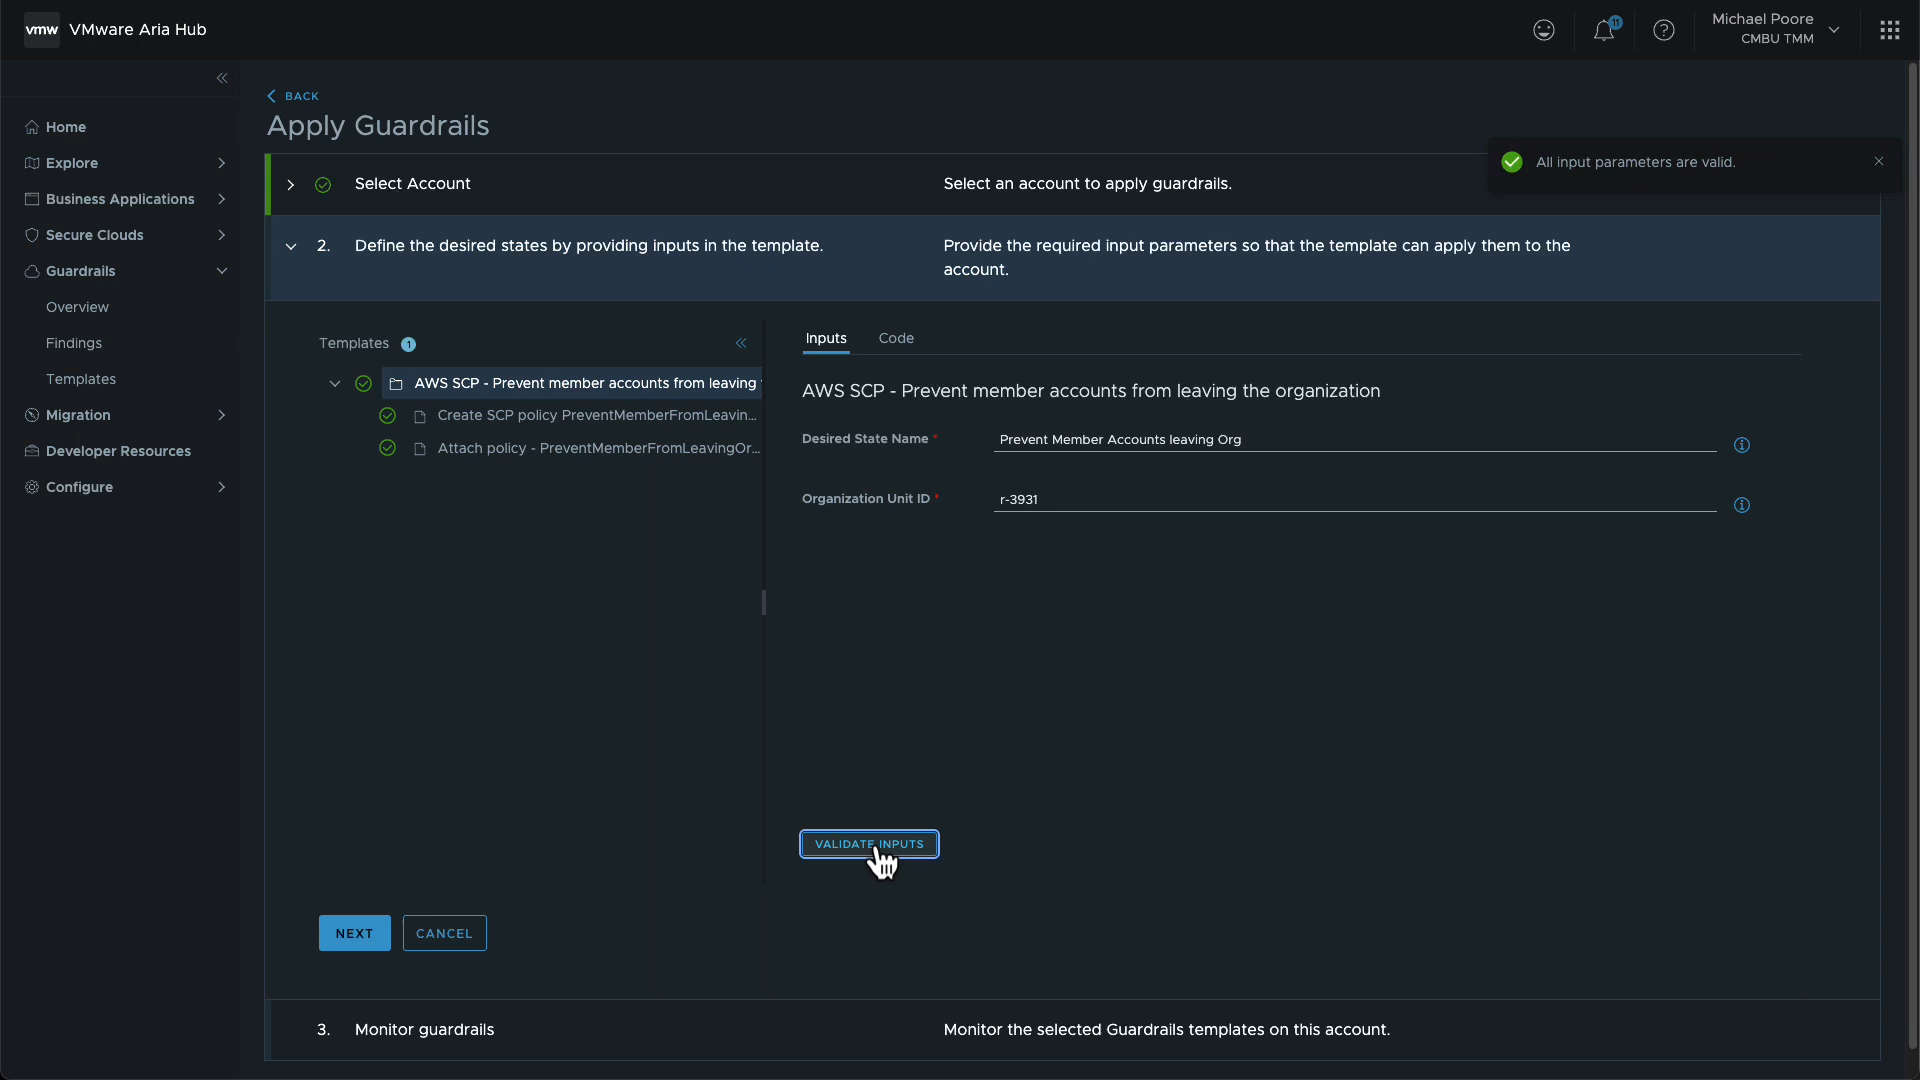 vmw VMware Aria Hub
11
Michael Poore
CMBU TMM
Home
Explore
Business Applications
Secure Clouds
Guardrails
Overview
Findings
Templates
Migration
Developer Resources
Configure
BACK
Apply Guardrails
All input parameters are valid.
Select Account
Select an account to apply guardrails.
2. Define the desired states by providing inputs in the template.
Provide the required input parameters so that the template can apply them to the
account.
Templates 1
AWS SCP - Prevent member accounts from leaving
Create SCP policy PreventMemberFromLeavin...
Attach policy - PreventMemberFromLeavingOr...
Inputs Code
AWS SCP - Prevent member accounts from leaving the organization
Desired State Name * Prevent Member Accounts leaving Org
Organization Unit ID * r-3931
VALIDATE INPUTS
NEXT CANCEL
3. Monitor guardrails
Monitor the selected Guardrails templates on this account.